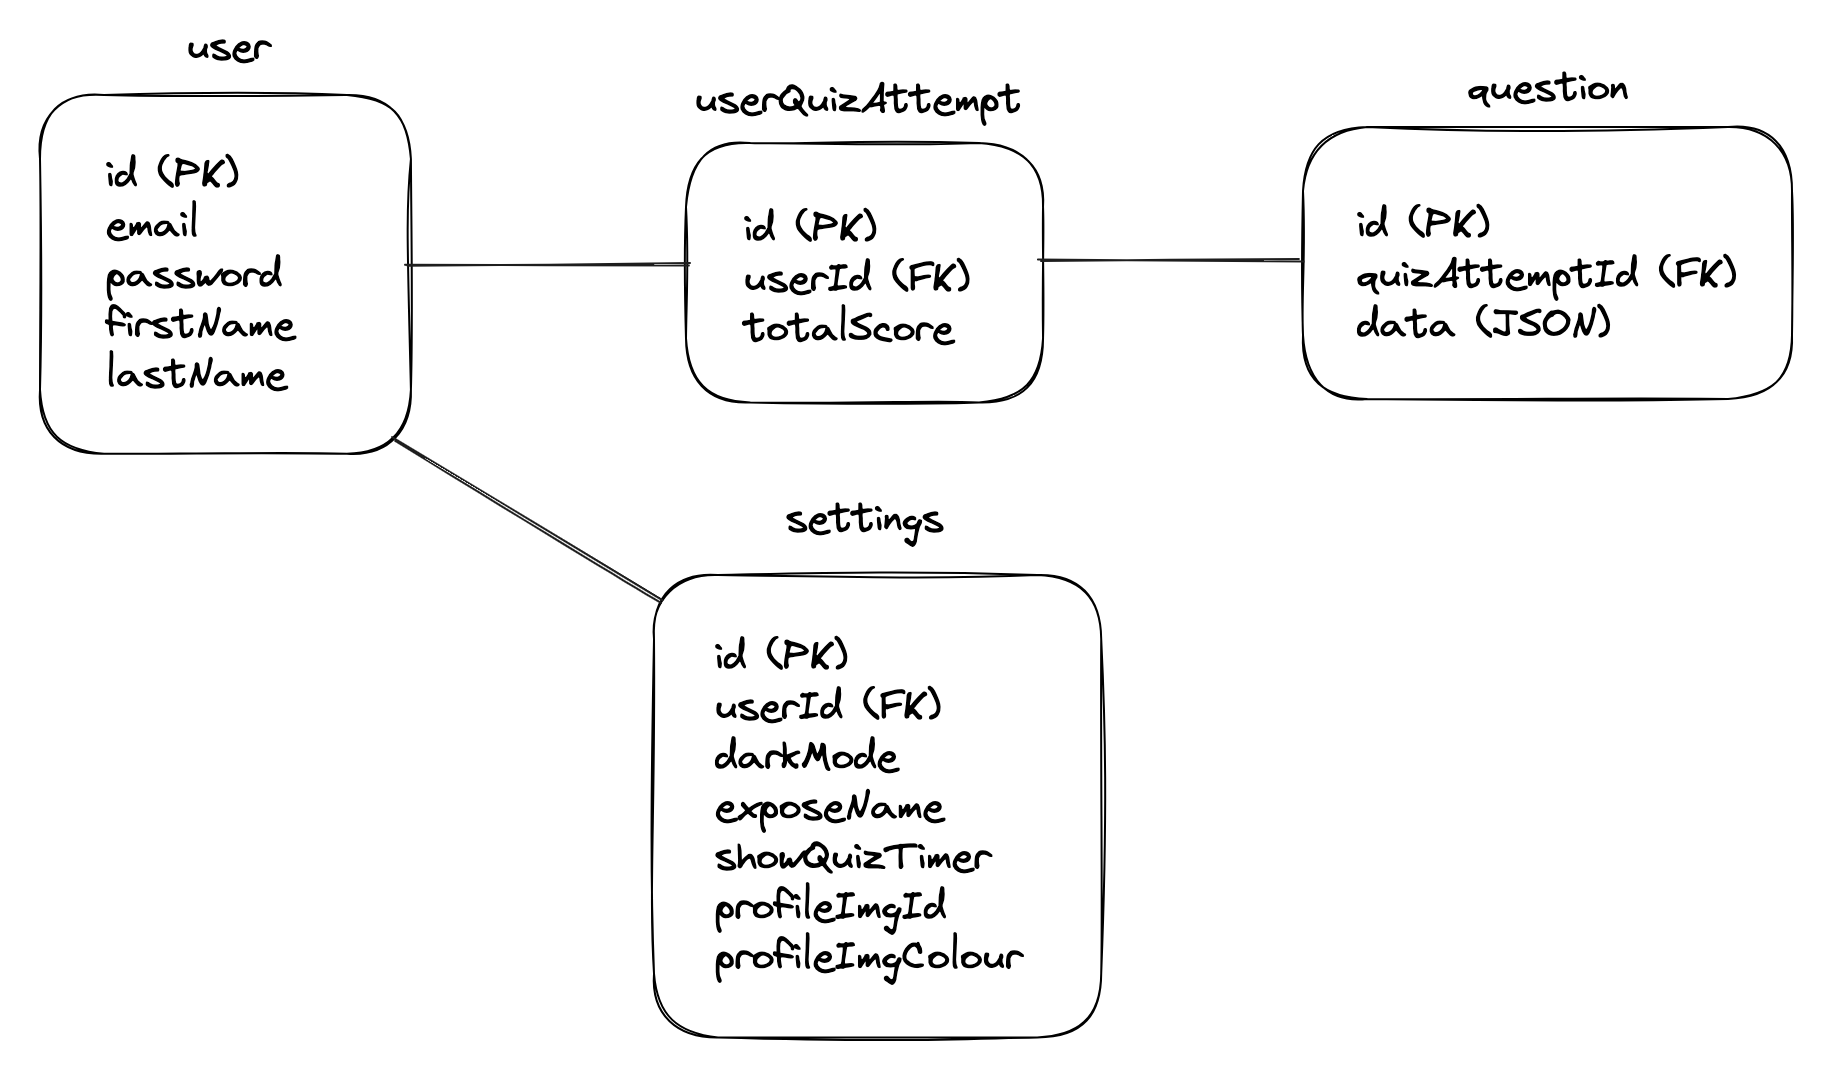 user
id (PK)
email
password
firstName
lastName
userQuizAttempt
id (PK)
userId (FK)
totalScore
question
id (PK)
quizAttemptId (FK)
data (JSON)
settings
id (PK)
userId (FK)
darkMode
exposeName
showQuizTimer
profileImgId
profileImgColour